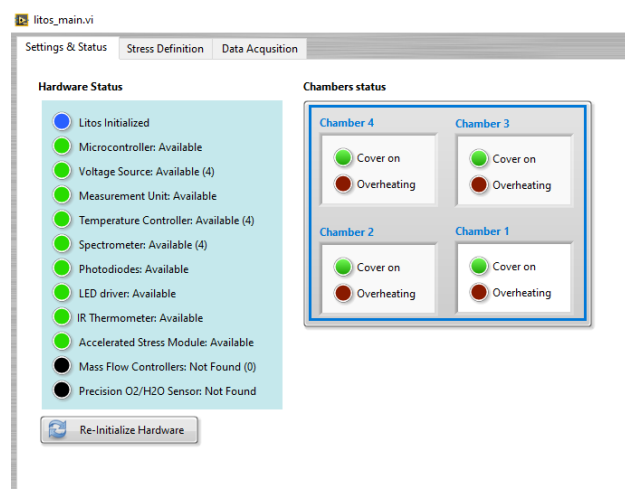 litos_main.vi
Settings & Status
Stress Definition
Data Acqusition
Hardware Status
Litos Initialized
Microcontroller: Available
Voltage Source: Available (4)
Measurement Unit: Available
Temperature Controller: Available (4)
Spectrometer: Available (4)
Photodiodes: Available
LED driver: Available
IR Thermometer: Available
Accelerated Stress Module: Available
Mass Flow Controllers: Not Found (0)
Precision O2/H2O Sensor: Not Found
Re-Initialize Hardware
Chambers status
Chamber 4
Cover on
Overheating
Chamber 3
Cover on
Overheating
Chamber 2
Cover on
Overheating
Chamber 1
Cover on
Overheating